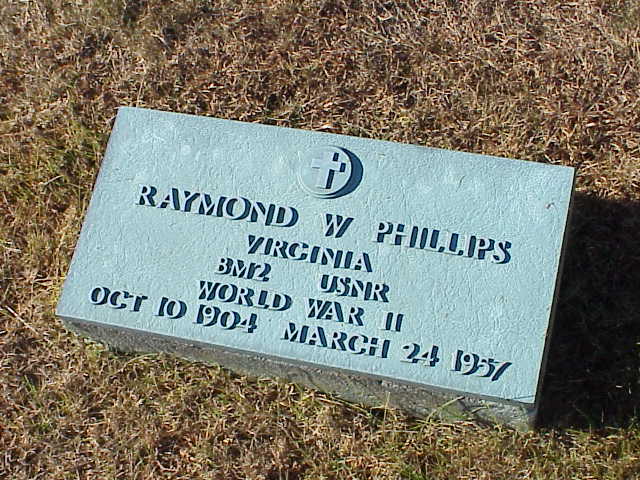 RAYMOND W PHILLIPS
VIRGINIA
BM2 USNR
WORLD WAR II
OCT 10 1904 MARCH 24 1957